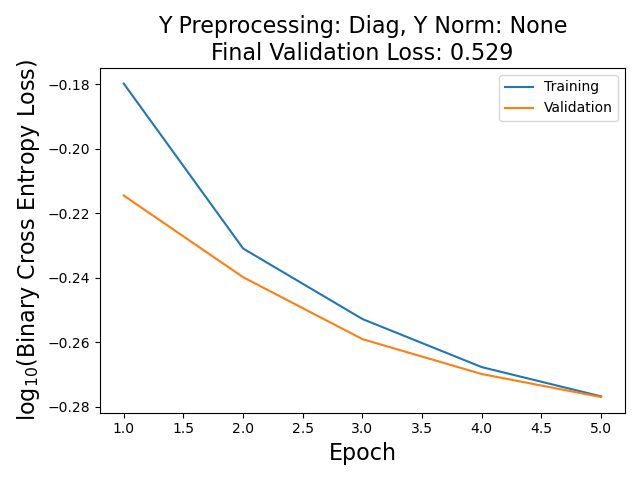 Y Preprocessing: Diag, Y Norm: None
Final Validation Loss: 0.529
log₁₀(Binary Cross Entropy Loss)
−0.18
−0.20
−0.22
−0.24
−0.26
−0.28
Training
Validation
1.0 1.5 2.0 2.5 3.0 3.5 4.0 4.5 5.0
Epoch